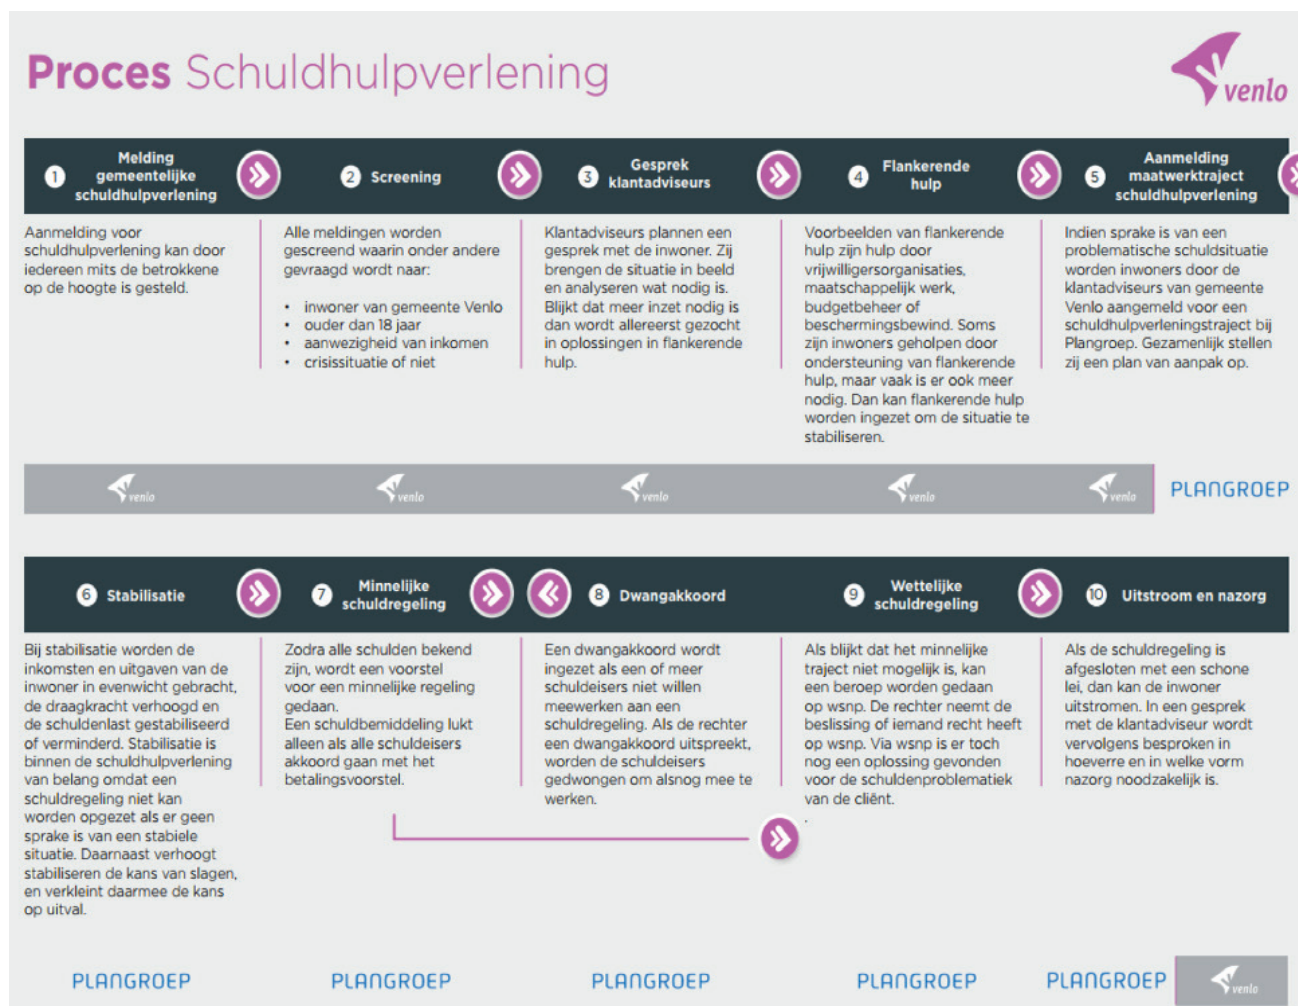 Proces Schuldhulpverlening
venlo
1 Melding
gemeentelijke
schuldhulpverlening
2 Screening
3 Gesprek
klantadviseurs
4 Flankerende
hulp
5 Aanmelding
maatwerktraject
schuldhulpverlening
Aanmelding voor
schuldhulpverlening kan door
iedereen mits de betrokkene
op de hoogte is gesteld.
Alle meldingen worden
gescreend waarin onder andere
gevraagd wordt naar:
• inwoner van gemeente Venlo
• ouder dan 18 jaar
• aanwezigheid van inkomen
• crisissituatie of niet
Klantadviseurs plannen een
gesprek met de inwoner. Zij
brengen de situatie in beeld
en analyseren wat nodig is.
Blijkt dat meer inzet nodig is
dan wordt allereerst gezocht
in oplossingen in flankerende
hulp.
Voorbeelden van flankerende
hulp zijn hulp door
vrijwilligersorganisaties,
maatschappelijk werk,
budgetbeheer of
beschermingsbewind. Soms
zijn inwoners geholpen door
ondersteuning van flankerende
hulp, maar vaak is er ook meer
nodig. Dan kan flankerende hulp
worden ingezet om de situatie te
stabiliseren.
Indien sprake is van een
problematische schuldsituatie
worden inwoners door de
klantadviseurs van gemeente
Venlo aangemeld voor een
schuldhulpverleningstraject bij
Plangroep. Gezamenlijk stellen
zij een plan van aanpak op.
venlo
venlo
venlo
venlo
venlo
PLANGROEP
6 Stabilisatie
7 Minnelijke
schuldregeling
8 Dwangakkoord
9 Wettelijke
schuldregeling
10 Uitstroom en nazorg
Bij stabilisatie worden de
inkomsten en uitgaven van de
inwoner in evenwicht gebracht,
de draagkracht verhoogd en
de schuldenlast gestabiliseerd
of verminderd. Stabilisatie is
binnen de schuldhulpverlening
van belang omdat een
schuldregeling niet kan
worden opgezet als er geen
sprake is van een stabiele
situatie. Daarnaast verhoogt
stabiliseren de kans van slagen,
en verkleint daarmee de kans
op uitval.
Zodra alle schulden bekend
zijn, wordt een voorstel
voor een minnelijke regeling
gedaan.
Een schuldbemiddeling lukt
alleen als alle schuldeisers
akkoord gaan met het
betalingsvoorstel.
Een dwangakkoord wordt
ingezet als een of meer
schuldeisers niet willen
meewerken aan een
schuldregeling. Als de rechter
een dwangakkoord uitspreekt,
worden de schuldeisers
gedwongen om alsnog mee te
werken.
Als blijkt dat het minnelijke
traject niet mogelijk is, kan
een beroep worden gedaan
op wsnp. De rechter neemt de
beslissing of iemand recht heeft
op wsnp. Via wsnp is er toch
nog een oplossing gevonden
voor de schuldenproblematiek
van de cliënt.
.
Als de schuldregeling is
afgesloten met een schone
lei, dan kan de inwoner
uitstromen. In een gesprek
met de klantadviseur wordt
vervolgens besproken in
hoeverre en in welke vorm
nazorg noodzakelijk is.
PLANGROEP
PLANGROEP
PLANGROEP
PLANGROEP
PLANGROEP
venlo